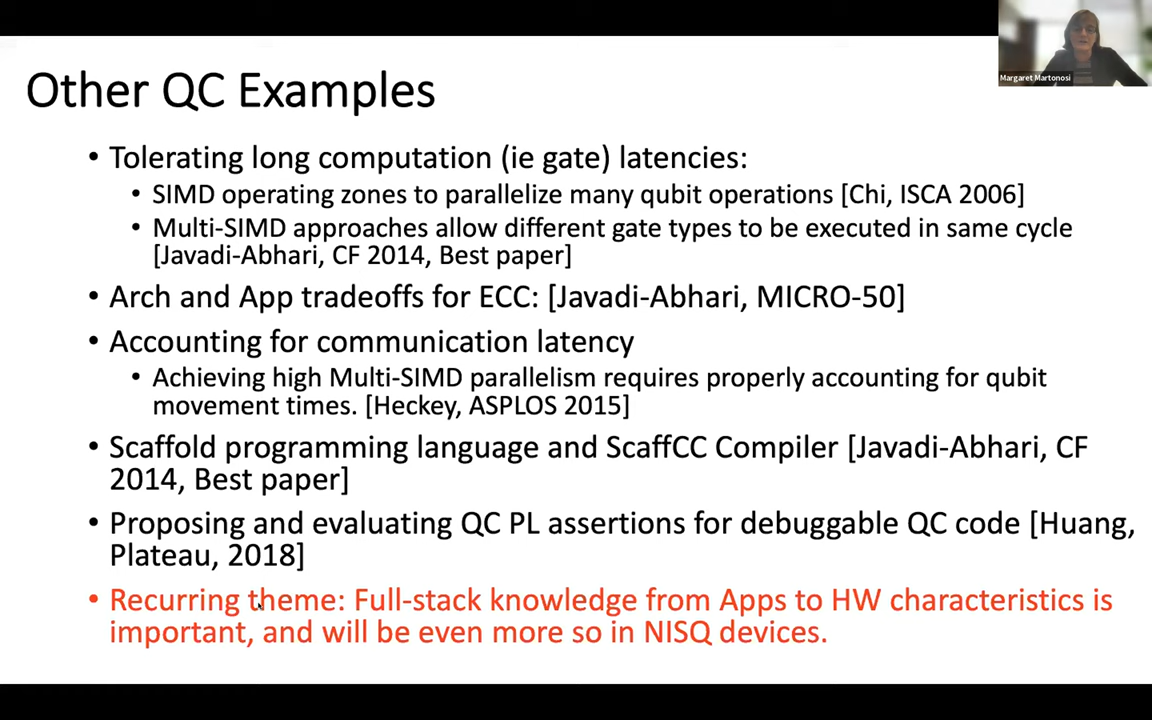 Margaret Martonosi
Other QC Examples
• Tolerating long computation (ie gate) latencies:
• SIMD operating zones to parallelize many qubit operations [Chi, ISCA 2006]
• Multi-SIMD approaches allow different gate types to be executed in same cycle
[Javadi-Abhari, CF 2014, Best paper]
• Arch and App tradeoffs for ECC: [Javadi-Abhari, MICRO-50]
• Accounting for communication latency
• Achieving high Multi-SIMD parallelism requires properly accounting for qubit
movement times. [Heckey, ASPLOS 2015]
• Scaffold programming language and ScaffCC Compiler [Javadi-Abhari, CF
2014, Best paper]
• Proposing and evaluating QC PL assertions for debuggable QC code [Huang,
Plateau, 2018]
• Recurring theme: Full-stack knowledge from Apps to HW characteristics is
important, and will be even more so in NISQ devices.